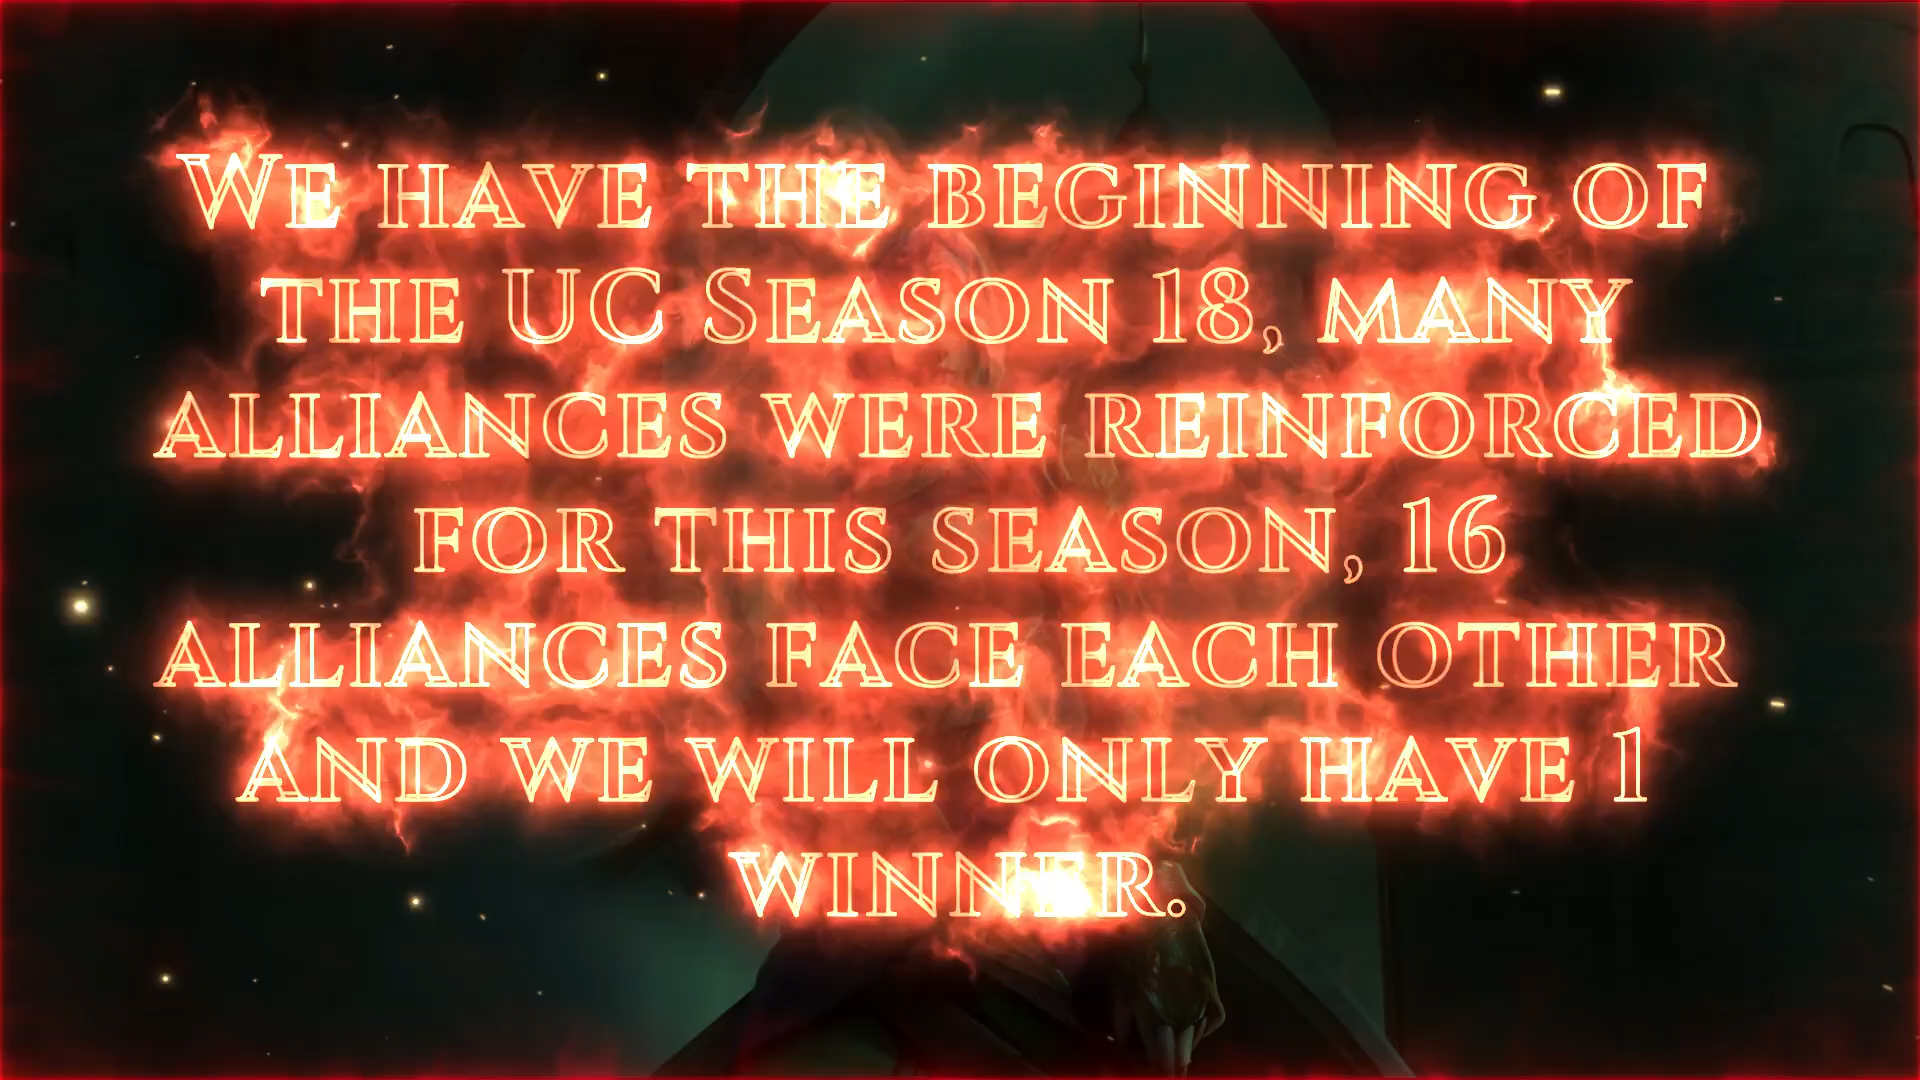 We have the beginning of
the UC Season 18, many
alliances were reinforced
for this season, 16
alliances face each other
and we will only have 1
winner.